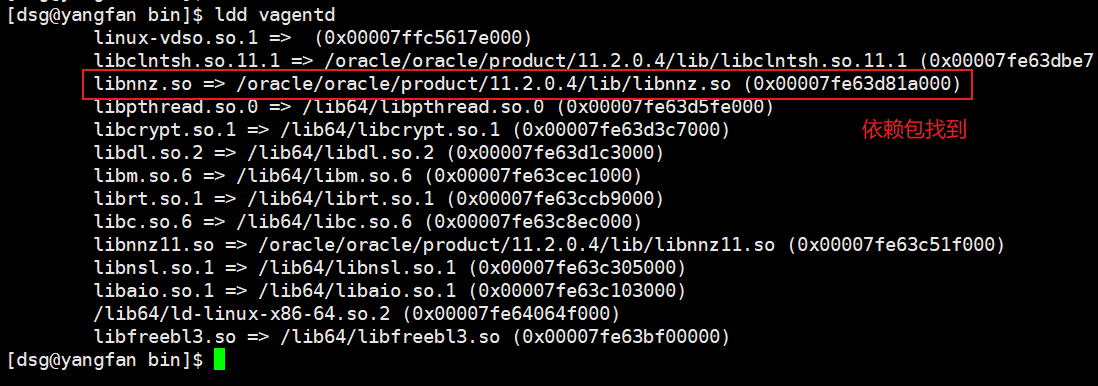 [dsg@yangfan bin]$ ldd vagentd
linux-vdso.so.1 =>  (0x00007ffc5617e000)
libclntsh.so.11.1 => /oracle/oracle/product/11.2.0.4/lib/libclntsh.so.11.1 (0x00007fe63dbe7
libnnz.so => /oracle/oracle/product/11.2.0.4/lib/libnnz.so (0x00007fe63d81a000)
libpthread.so.0 => /lib64/libpthread.so.0 (0x00007fe63d5fe000)
libcrypt.so.1 => /lib64/libcrypt.so.1 (0x00007fe63d3c7000)
依赖包找到
libdl.so.2 => /lib64/libdl.so.2 (0x00007fe63d1c3000)
libm.so.6 => /lib64/libm.so.6 (0x00007fe63cec1000)
librt.so.1 => /lib64/librt.so.1 (0x00007fe63ccb9000)
libc.so.6 => /lib64/libc.so.6 (0x00007fe63c8ec000)
libnnz11.so => /oracle/oracle/product/11.2.0.4/lib/libnnz11.so (0x00007fe63c51f000)
libnsl.so.1 => /lib64/libnsl.so.1 (0x00007fe63c305000)
libaio.so.1 => /lib64/libaio.so.1 (0x00007fe63c103000)
/lib64/ld-linux-x86-64.so.2 (0x00007fe64064f000)
libfreebl3.so => /lib64/libfreebl3.so (0x00007fe63bf00000)
[dsg@yangfan bin]$